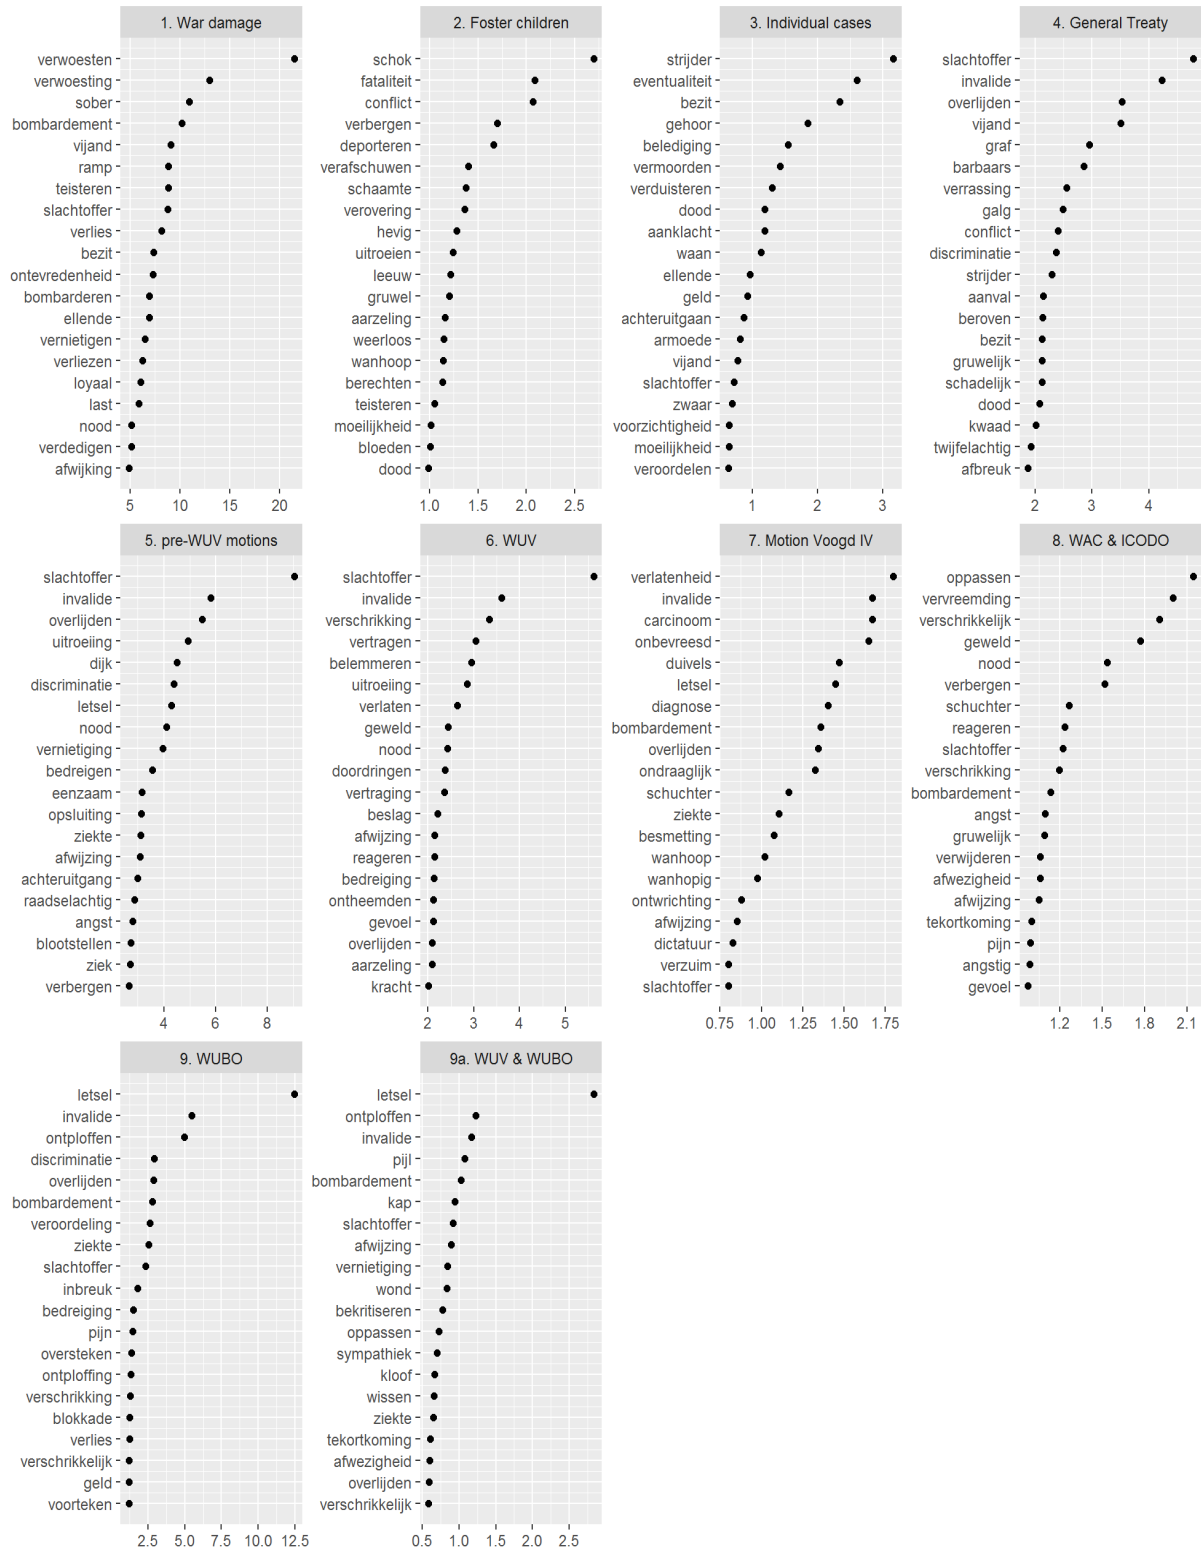 1. War damage
verwoesten
verwoesting
sober
bombardement
vijand
ramp
teisteren
slachtoffer
verlies
bezit
ontevredenheid
bombarderen
ellende
vernietigen
verliezen
loyaal
last
nood
verdedigen
afwijking
5 10 15 20
2. Foster children
schok
fataliteit
conflict
verbergen
deporteren
verafschuwen
schaamte
verovering
hevig
uitroeien
leeuw
gruwel
aarzeling
weerloos
wanhoop
berechten
teisteren
moeilijkheid
bloeden
dood
1.0 1.5 2.0 2.5
3. Individual cases
strijder
eventualiteit
bezit
gehoor
belediging
vermoorden
verduisteren
dood
aanklacht
waan
ellende
geld
achteruitgaan
armoede
vijand
slachtoffer
zwaar
voorzichtigheid
moeilijkheid
veroordelen
1 2 3
4. General Treaty
slachtoffer
invalide
overlijden
vijand
graf
barbaars
verrassing
galg
conflict
discriminatie
strijder
aanval
beroven
bezit
gruwelijk
schadelijk
dood
kwaad
twijfelachtig
afbreuk
2 3 4
5. pre-WUV motions
slachtoffer
invalide
overlijden
uitroeiing
dijk
discriminatie
letsel
nood
vernietiging
bedreigen
eenzaam
opsluiting
ziekte
afwijzing
achteruitgang
raadselachtig
angst
blootstellen
ziek
verbergen
4 6 8
6. WUV
slachtoffer
invalide
verschrikking
vertragen
belemmeren
uitroeiing
verlaten
geweld
nood
doordringen
vertraging
beslag
afwijzing
reageren
bedreiging
ontheemden
gevoel
overlijden
aarzeling
kracht
2 3 4 5
7. Motion Voogd IV
verlatenheid
invalide
carcinoom
onbevreesd
duivels
letsel
diagnose
bombardement
overlijden
ondraaglijk
schuchter
ziekte
besmetting
wanhoop
wanhopig
ontwrichting
afwijzing
dictatuur
verzuim
slachtoffer
0.75 1.00 1.25 1.50 1.75
8. WAC & ICODO
oppassen
vervreemding
verschrikkelijk
geweld
nood
verbergen
schuchter
reageren
slachtoffer
verschrikking
bombardement
angst
gruwelijk
verwijderen
afwezigheid
afwijzing
tekortkoming
pijn
angstig
gevoel
1.2 1.5 1.8 2.1
9. WUBO
letsel
invalide
ontploffen
discriminatie
overlijden
bombardement
veroordeling
ziekte
slachtoffer
inbreuk
bedreiging
pijn
oversteken
ontploffing
verschrikking
blokkade
verlies
verschrikkelijk
geld
voorteken
2.5 5.0 7.5 10.0 12.5
9a. WUV & WUBO
letsel
ontploffen
invalide
pijl
bombardement
kap
slachtoffer
afwijzing
vernietiging
wond
bekritiseren
oppassen
sympathiek
kloof
wissen
ziekte
tekortkoming
afwezigheid
overlijden
verschrikkelijk
0.5 1.0 1.5 2.0 2.5